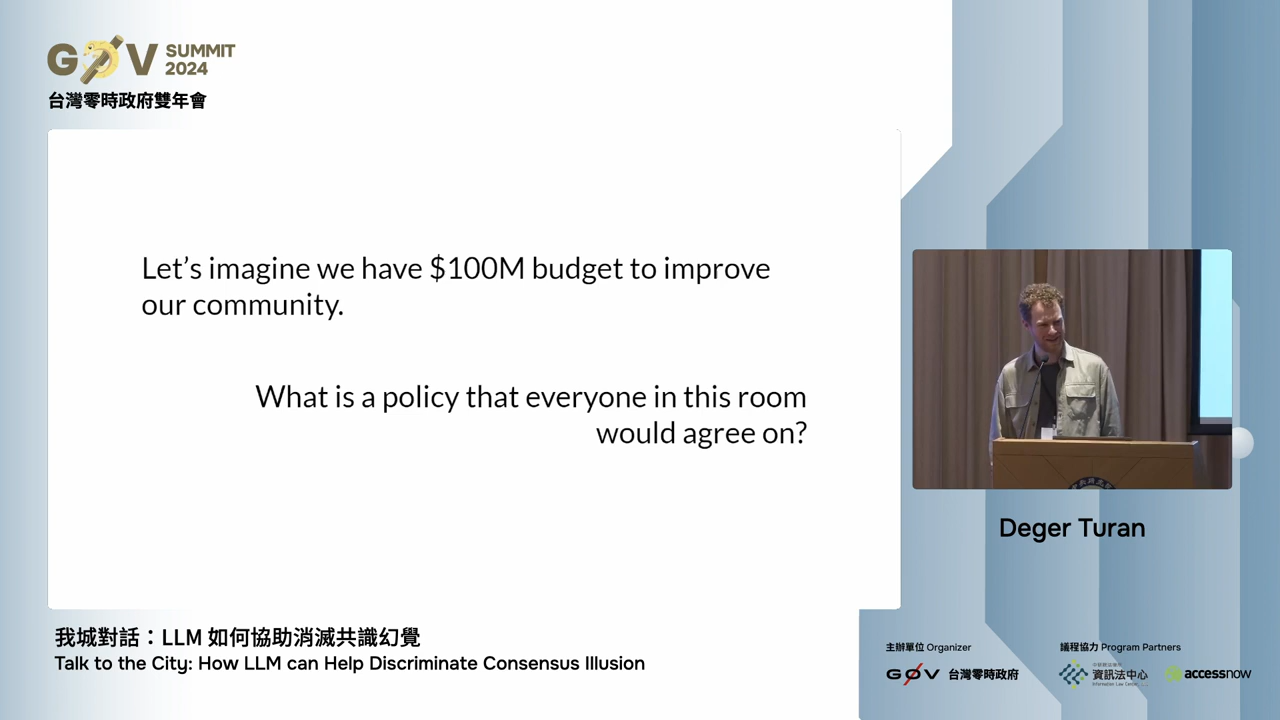 G0V SUMMIT
2024
台灣零時政府雙年會
Let's imagine we have $100M budget to improve
our community.
What is a policy that everyone in this room
would agree on?
Deger Turan
我城對話：LLM 如何協助消滅共識幻覺
Talk to the City: How LLM can Help Discriminate Consensus Illusion
主辦單位 Organizer
G0V 台灣零時政府
議程協力 Program Partners
資訊法中心
Information Law Center
accessnow